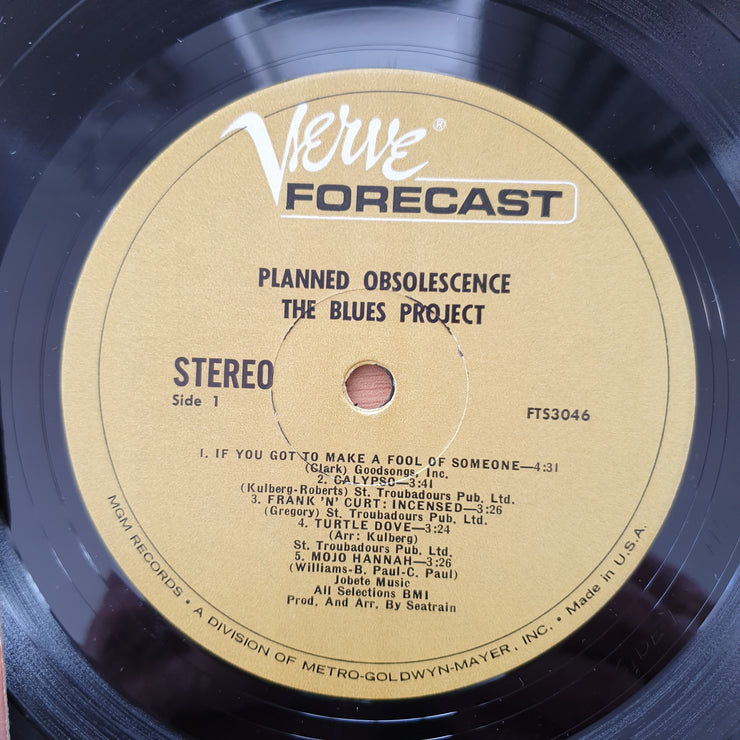 Verve®
FORECAST
PLANNED OBSOLESCENCE
THE BLUES PROJECT
STEREO
Side 1
FTS3046
1. IF YOU GOT TO MAKE A FOOL OF SOMEONE—4:31
(Clark) Goodsongs, Inc.
2. CALYPSO—3:41
(Kulberg-Roberts) St. Troubadours Pub. Ltd.
3. FRANK 'N' CURT: INCENSED—3:26
(Gregory) St. Troubadours Pub. Ltd.
4. TURTLE DOVE—3:24
(Arr: Kulberg)
St. Troubadours Pub. Ltd.
5. MOJO HANNAH—3:26
(Williams-B. Paul-C. Paul)
Jobete Music
All Selections BMI
Prod. And Arr. By Seatrain
MGM RECORDS • A DIVISION OF METRO-GOLDWYN-MAYER, INC. • Made in U.S.A.